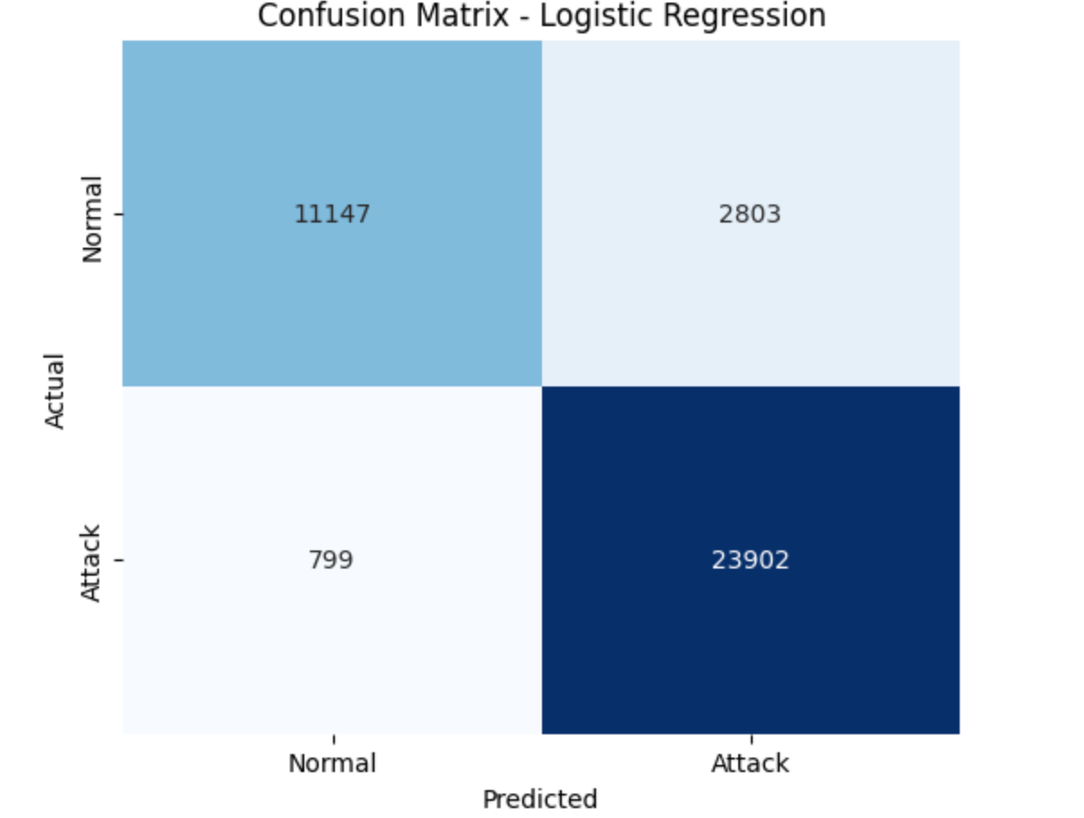 Confusion Matrix - Logistic Regression
Normal
11147
2803
Actual
Attack
799
23902
Normal
Attack
Predicted